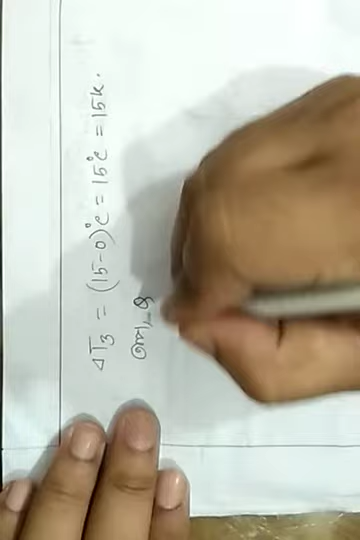 ΔT₃ = (15-0)°C = 15°C = 15K.